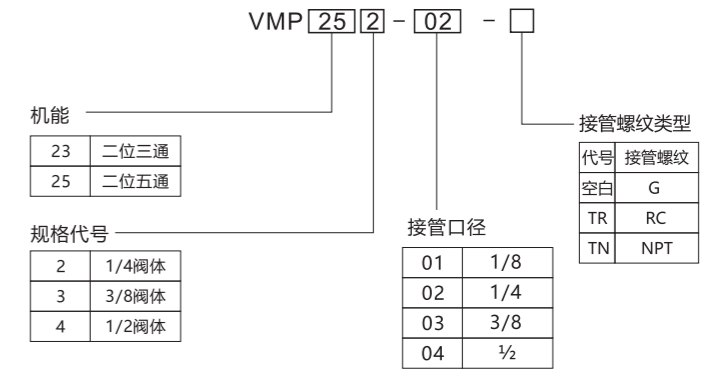 VMP 25 2 - 02 -
机能
23 二位三通
25 二位五通
规格代号
2 1/4阀体
3 3/8阀体
4 1/2阀体
接管口径
01 1/8
02 1/4
03 3/8
04 ½
接管螺纹类型
代号 接管螺纹
空白 G
TR RC
TN NPT